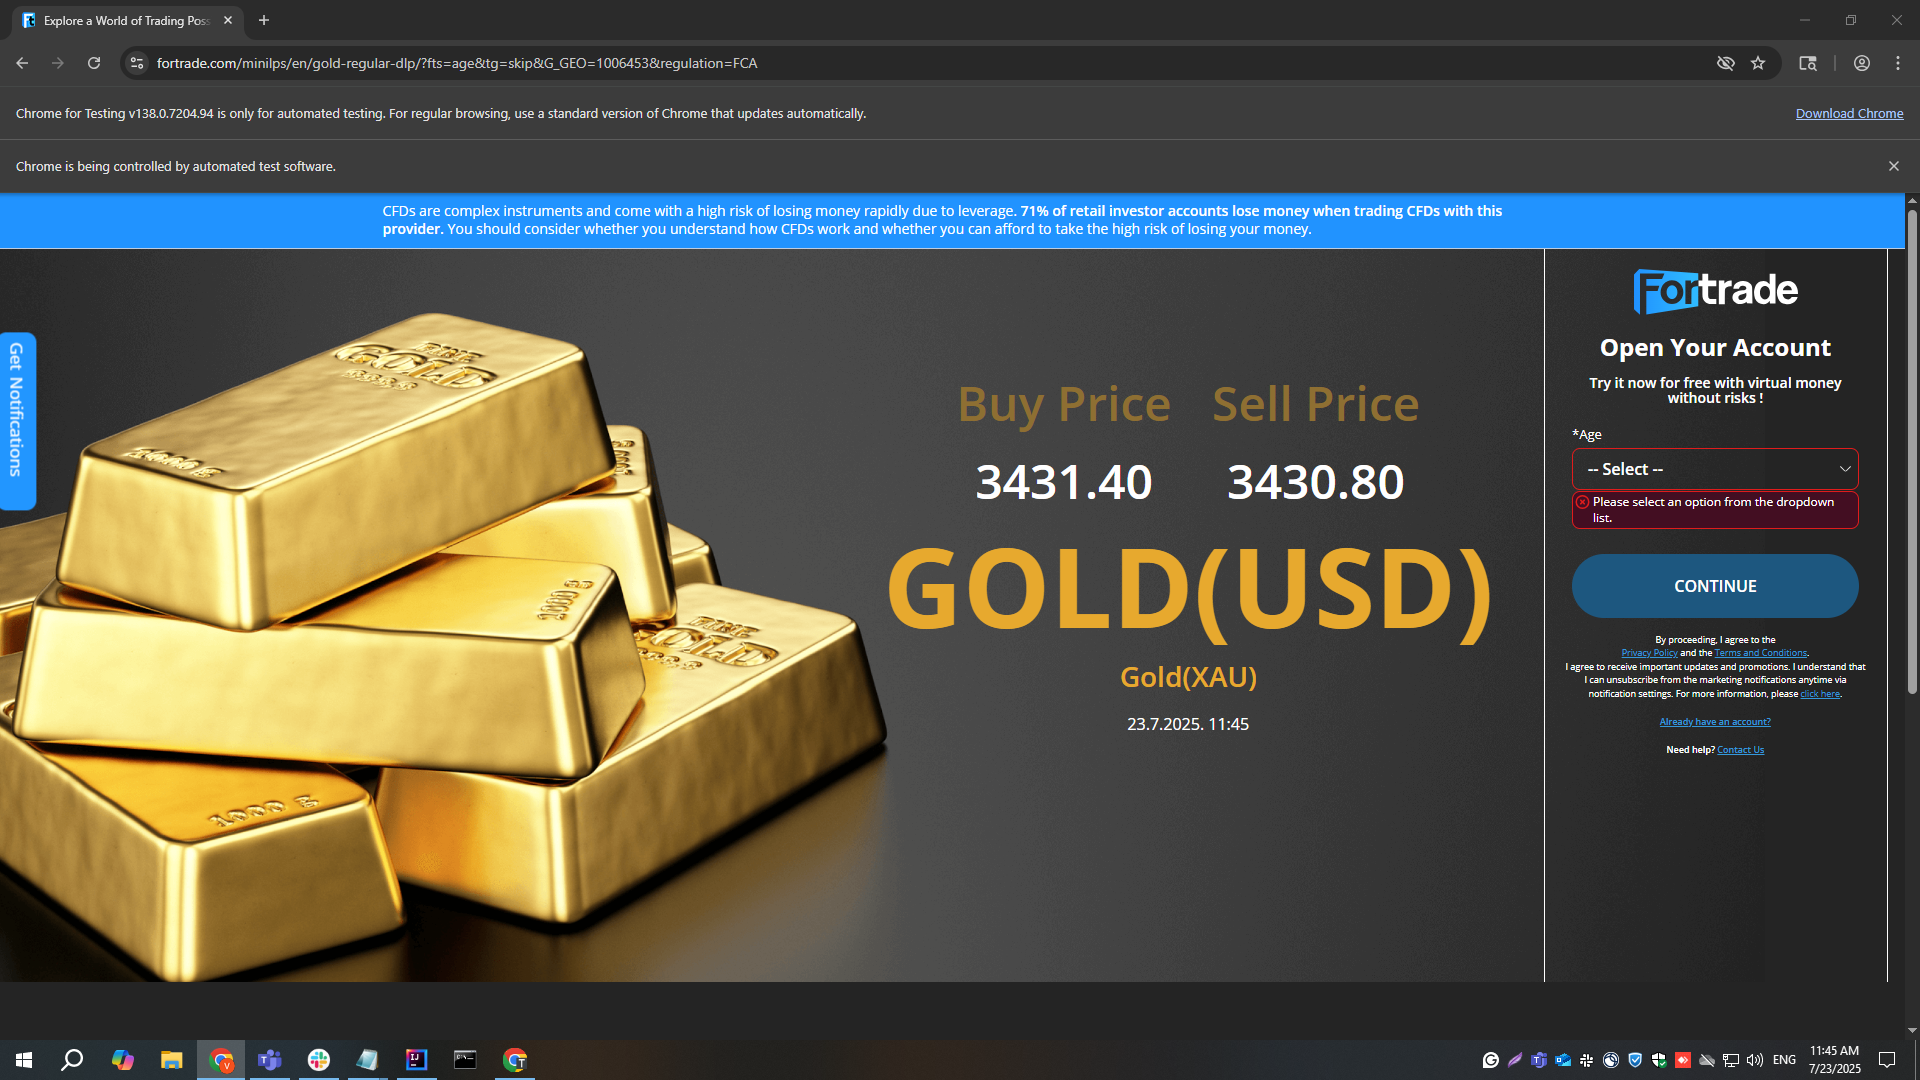 Explore a World of Trading Poss
fortrade.com/minilps/en/gold-regular-dlp/?fts=age&tg=skip&G_GEO=1006453&regulation=FCA
Chrome for Testing v138.0.7204.94 is only for automated testing. For regular browsing, use a standard version of Chrome that updates automatically.
Download Chrome
Chrome is being controlled by automated test software.
CFDs are complex instruments and come with a high risk of losing money rapidly due to leverage. 71% of retail investor accounts lose money when trading CFDs with this
provider. You should consider whether you understand how CFDs work and whether you can afford to take the high risk of losing your money.
Get Notifications
FINE
GOLD
1000 g
2000 g
GOLD
1000 g
Buy Price Sell Price
3431.40 3430.80
GOLD(USD)
Gold(XAU)
23.7.2025. 11:45
Fortrade
Open Your Account
Try it now for free with virtual money
without risks !
*Age
-- Select --
Please select an option from the dropdown
list.
CONTINUE
By proceeding, I agree to the
Privacy Policy and the Terms and Conditions.
I agree to receive important updates and promotions. I understand that
I can unsubscribe from the marketing notifications anytime via
notification settings. For more information, please click here.
Already have an account?
Need help? Contact Us
ENG
11:45 AM
7/23/2025